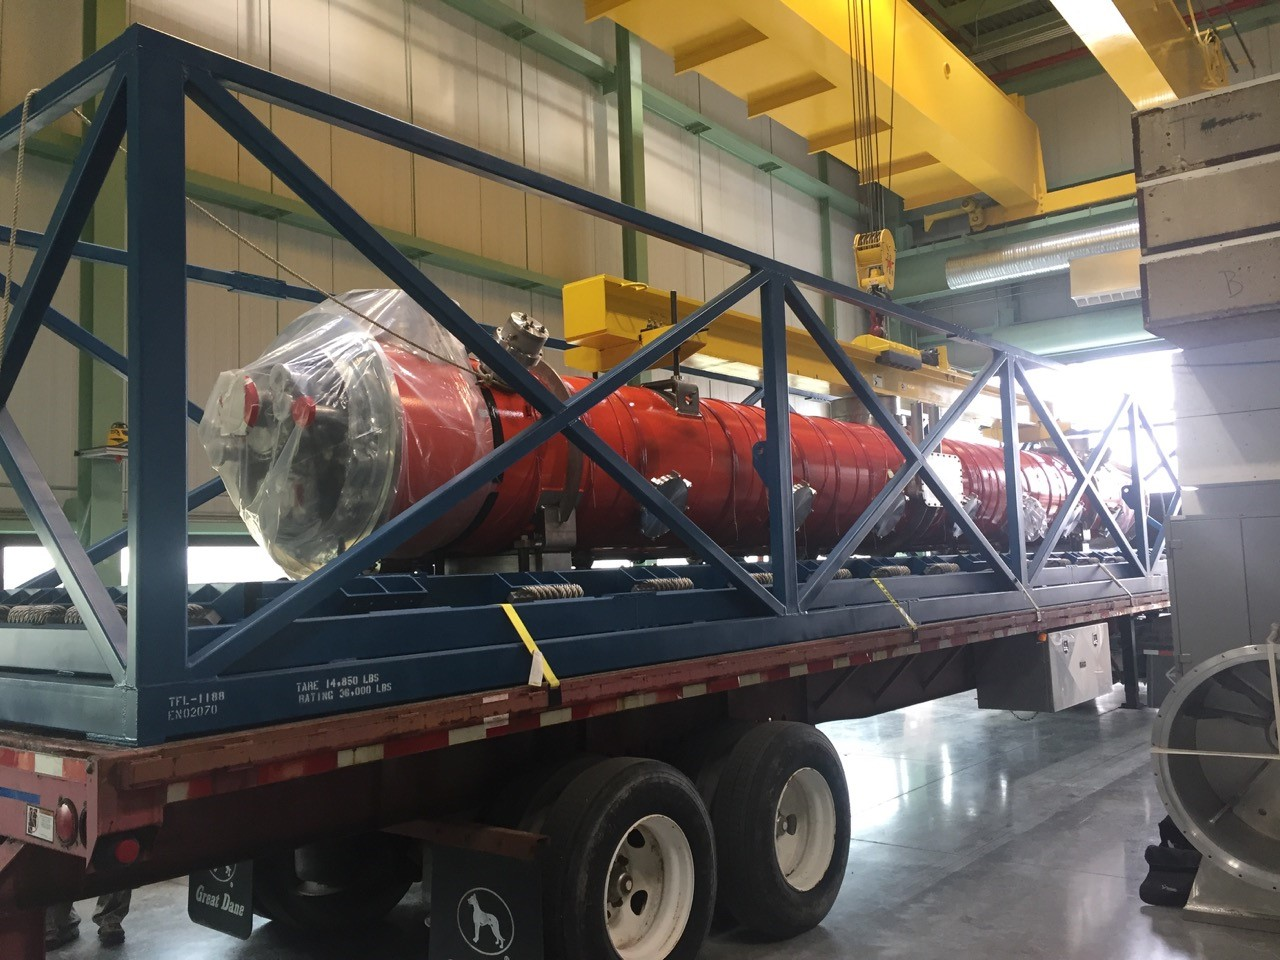 B
TFL-1188
EN02070
TARE 14,850 LBS
RATING 36,000 LBS
Great Dane